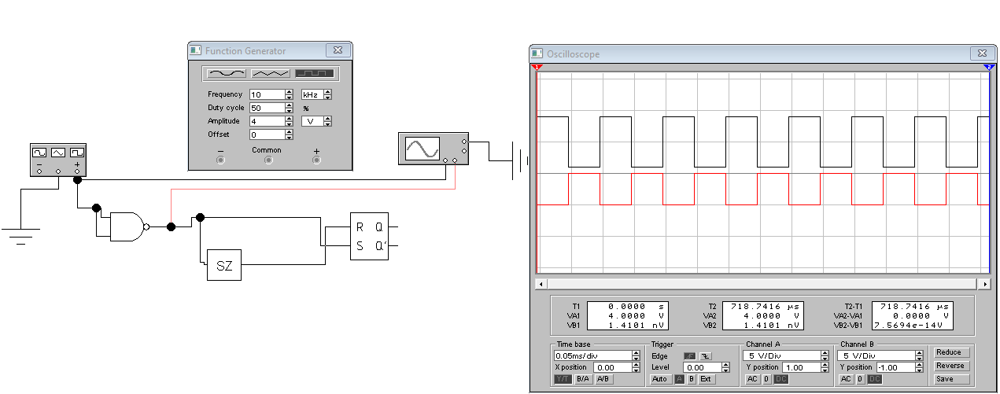 Function Generator
Frequency 10 kHz
Duty cycle 50 %
Amplitude 4 V
Offset 0
− Common +
− +
R Q
S Q'
SZ
Oscilloscope
1 2
T1 0.0000 s T2 718.7416 µs T2-T1 718.7416 µs
VA1 4.0000 V VA2 4.0000 V VA2-VA1 0.0000 V
VB1 1.4101 nV VB2 1.4101 nV VB2-VB1 7.5694e-14V
Time base Trigger Channel A Channel B
0.05ms/div Edge 5 V/Div 5 V/Div Reduce
X position 0.00 Level 0.00 Y position 1.00 Y position -1.00 Reverse
Y/T B/A A/B Auto A B Ext AC 0 DC AC 0 DC Save